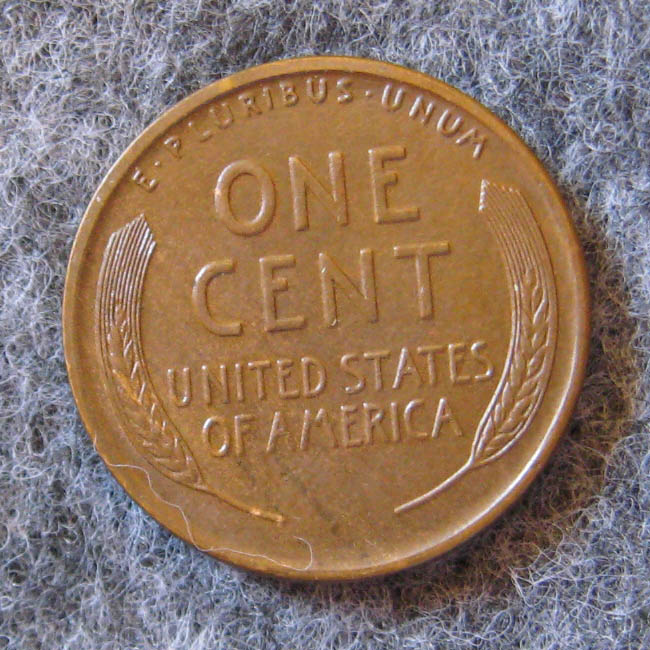 E·PLURIBUS·UNUM
ONE
CENT
UNITED STATES
OF AMERICA